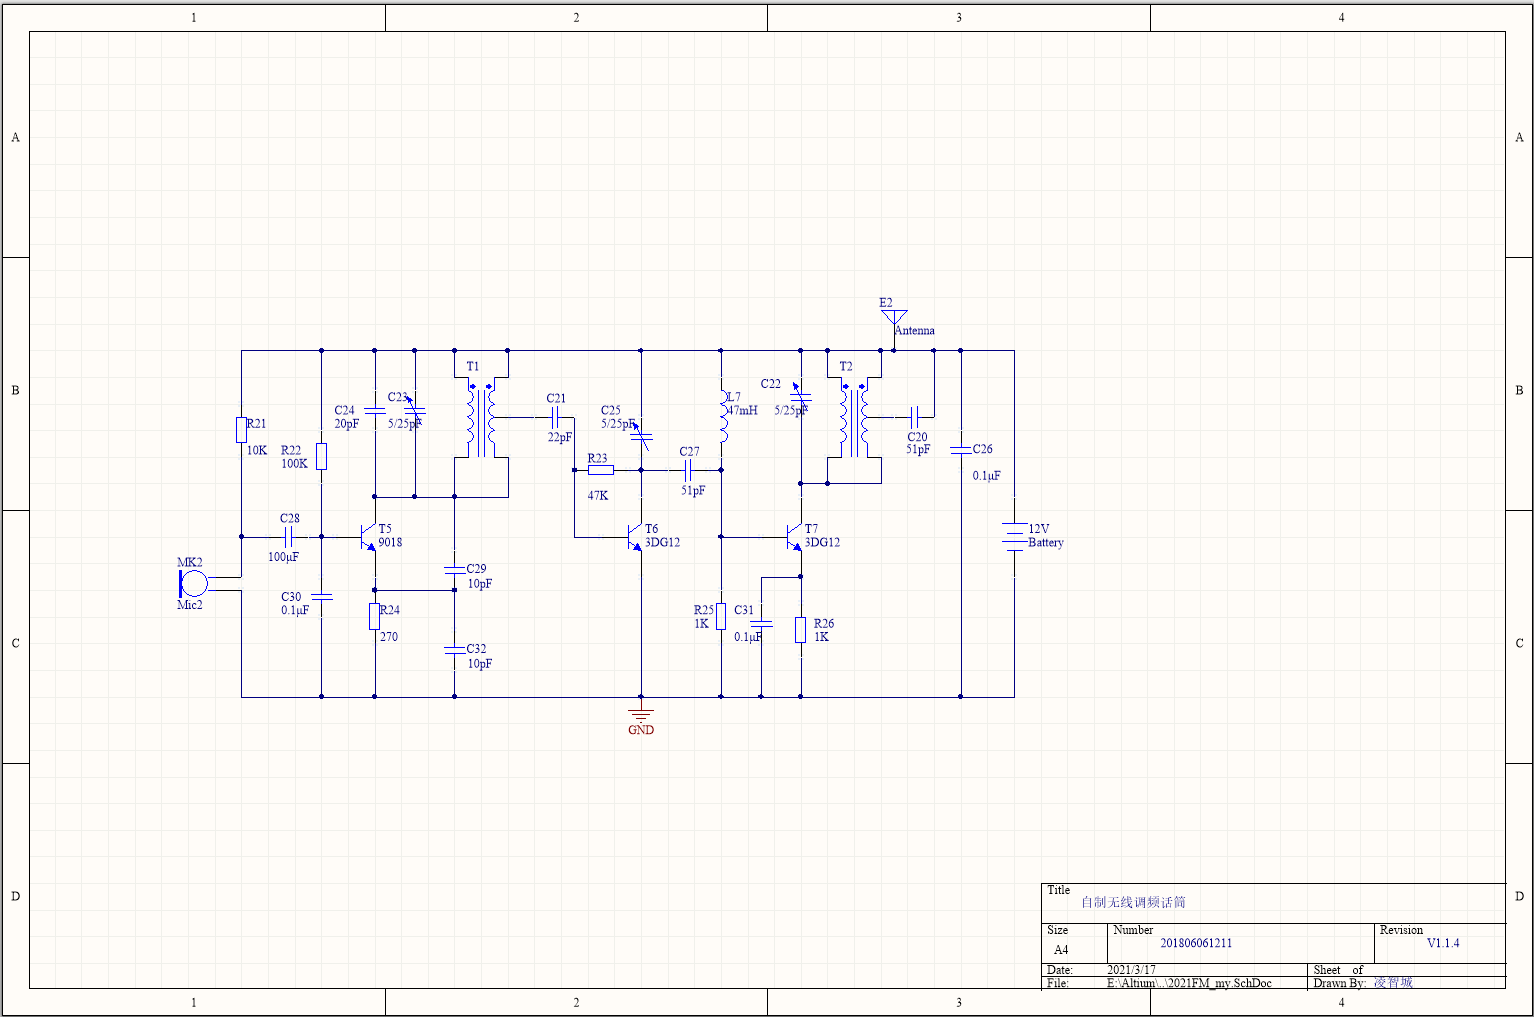 1 2 3 4
A A
E2
Antenna
T1 T2
B B
C22
C23 C21
L7
C24 C25 47mH 5/25pF
20pF 5/25pF 5/25pF
R21 22pF C20
10K R22 C27 51pF C26
100K R23
51pF 0.1μF
47K
C28 T5 T6 T7 12V
9018 3DG12 3DG12 Battery
100μF
MK2 C29
10pF
C30
Mic2 0.1μF R24 R25 C31
1K R26
270 0.1μF 1K
C C
C32
10pF
GND
Title
自制无线调频话筒
D D
Size Number Revision
A4 201806061211 V1.1.4
Date: 2021/3/17 Sheet of
File: E:\Altium\..\2021FM_my.SchDoc Drawn By: 凌智城
1 2 3 4